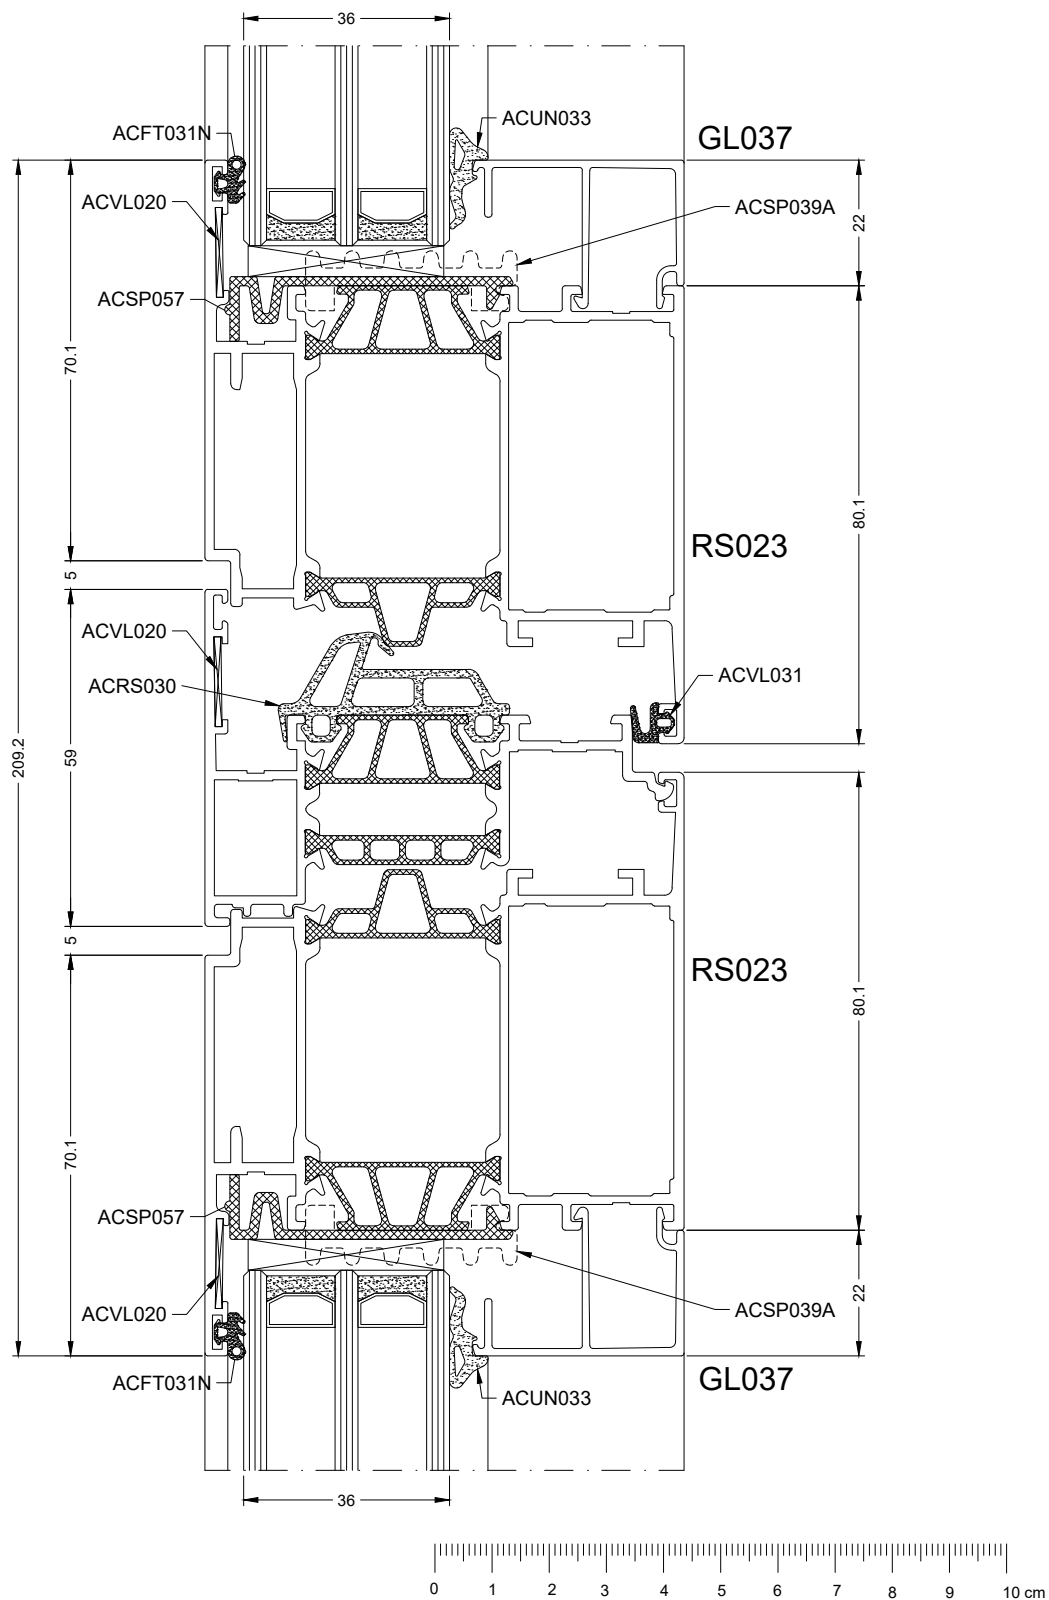 36
ACUN033
ACFT031N
GL037
ACVL020
ACSP039A
22
ACSP057
70.1
80.1
RS023
5
ACVL020
ACVL031
ACRS030
209.2
59
5
RS023
80.1
70.1
ACSP057
ACVL020
ACSP039A
22
ACFT031N
GL037
ACUN033
36
0 1 2 3 4 5 6 7 8 9 10 cm